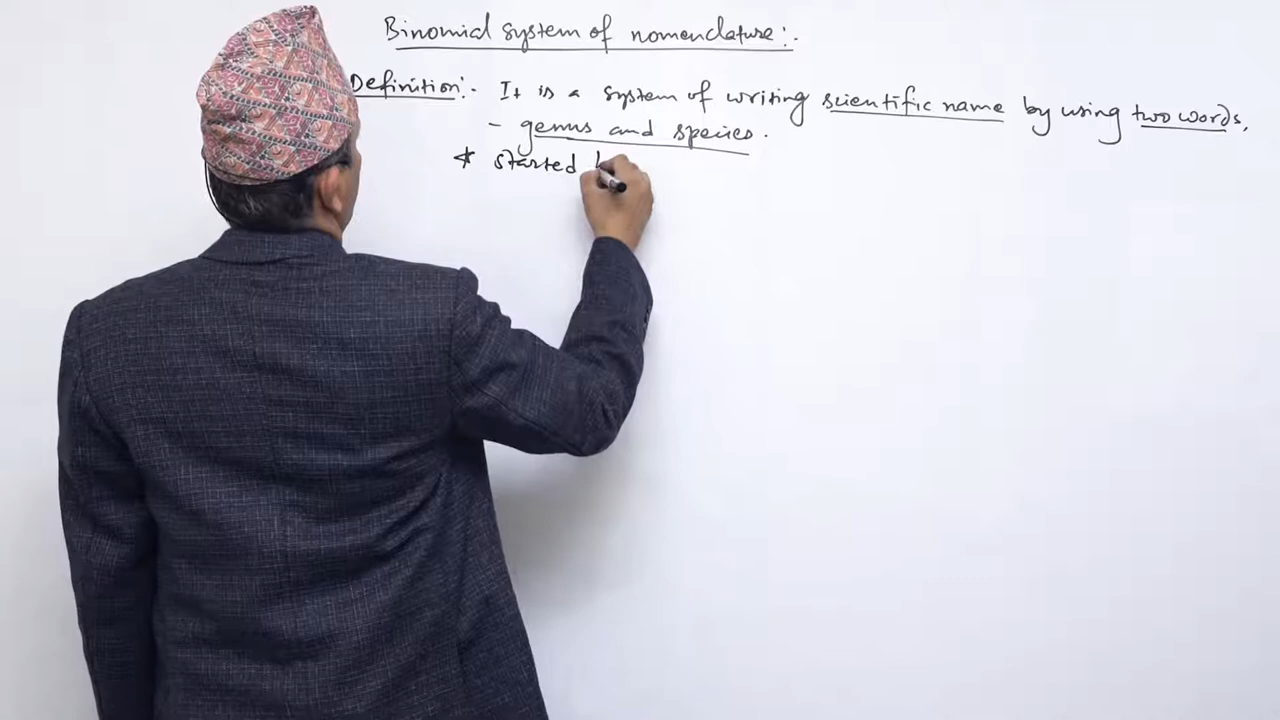 Binomial system of nomenclature:-
Definition:- It is a system of writing scientific name by using two words,
- genus and species.
* started